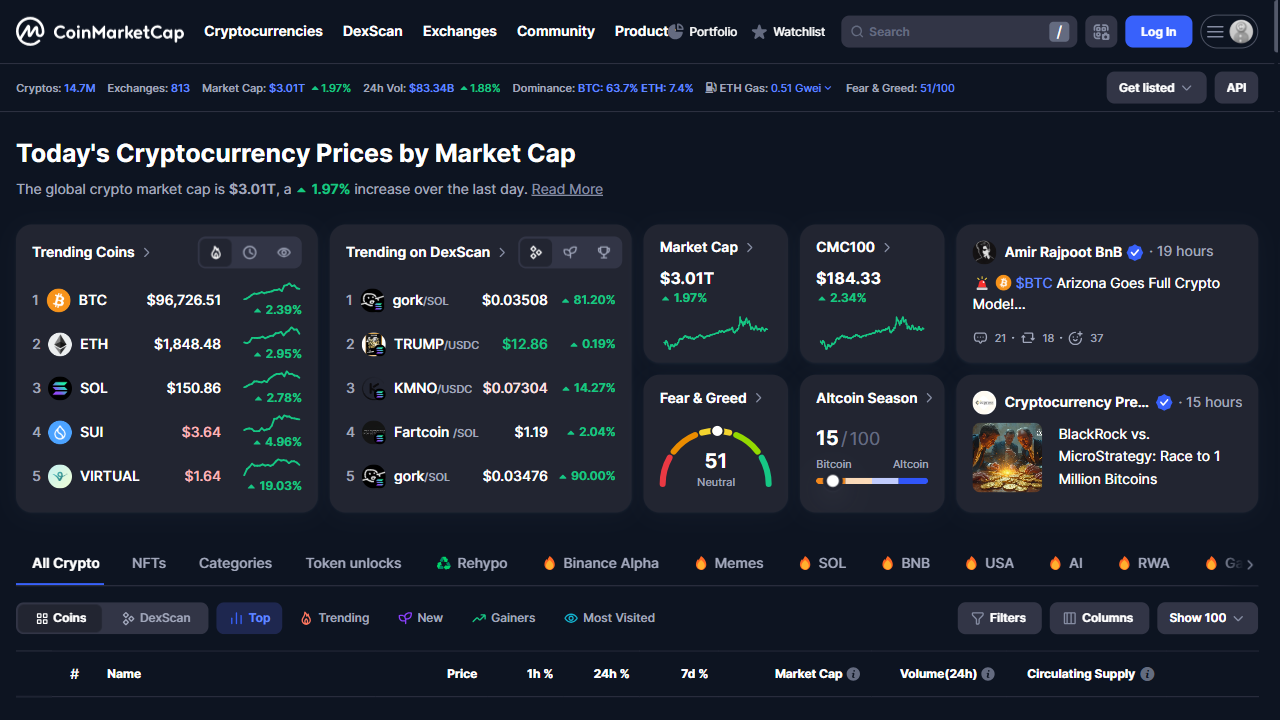 CoinMarketCap Cryptocurrencies DexScan Exchanges Community Product Portfolio Watchlist Search / Log In
Cryptos: 14.7M Exchanges: 813 Market Cap: $3.01T 1.97% 24h Vol: $83.34B 1.88% Dominance: BTC: 63.7% ETH: 7.4% ETH Gas: 0.51 Gwei Fear & Greed: 51/100 Get listed API
Today's Cryptocurrency Prices by Market Cap
The global crypto market cap is $3.01T, a 1.97% increase over the last day. Read More
Trending Coins
1 BTC $96,726.51 2.39%
2 ETH $1,848.48 2.95%
3 SOL $150.86 2.78%
4 SUI $3.64 4.96%
5 VIRTUAL $1.64 19.03%
Trending on DexScan
1 gork/SOL $0.03508 81.20%
2 TRUMP/USDC $12.86 0.19%
3 KMNO/USDC $0.07304 14.27%
4 Fartcoin /SOL $1.19 2.04%
5 gork/SOL $0.03476 90.00%
Market Cap
$3.01T
1.97%
CMC100
$184.33
2.34%
Fear & Greed
51
Neutral
Altcoin Season
15/100
Bitcoin Altcoin
Amir Rajpoot BnB · 19 hours
$BTC Arizona Goes Full Crypto
Mode!...
21 · 18 · 37
Cryptocurrency Pre... · 15 hours
BlackRock vs.
MicroStrategy: Race to 1
Million Bitcoins
All Crypto NFTs Categories Token unlocks Rehypo Binance Alpha Memes SOL BNB USA AI RWA Ga
Coins DexScan Top Trending New Gainers Most Visited Filters Columns Show 100
# Name Price 1h % 24h % 7d % Market Cap Volume(24h) Circulating Supply